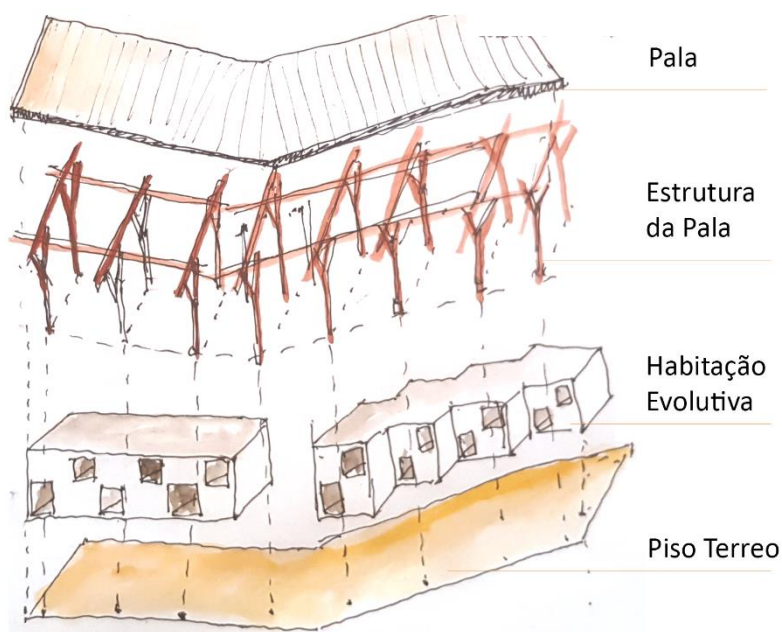 Pala
Estrutura
da Pala
Habitação
Evolutiva
Piso Terreo